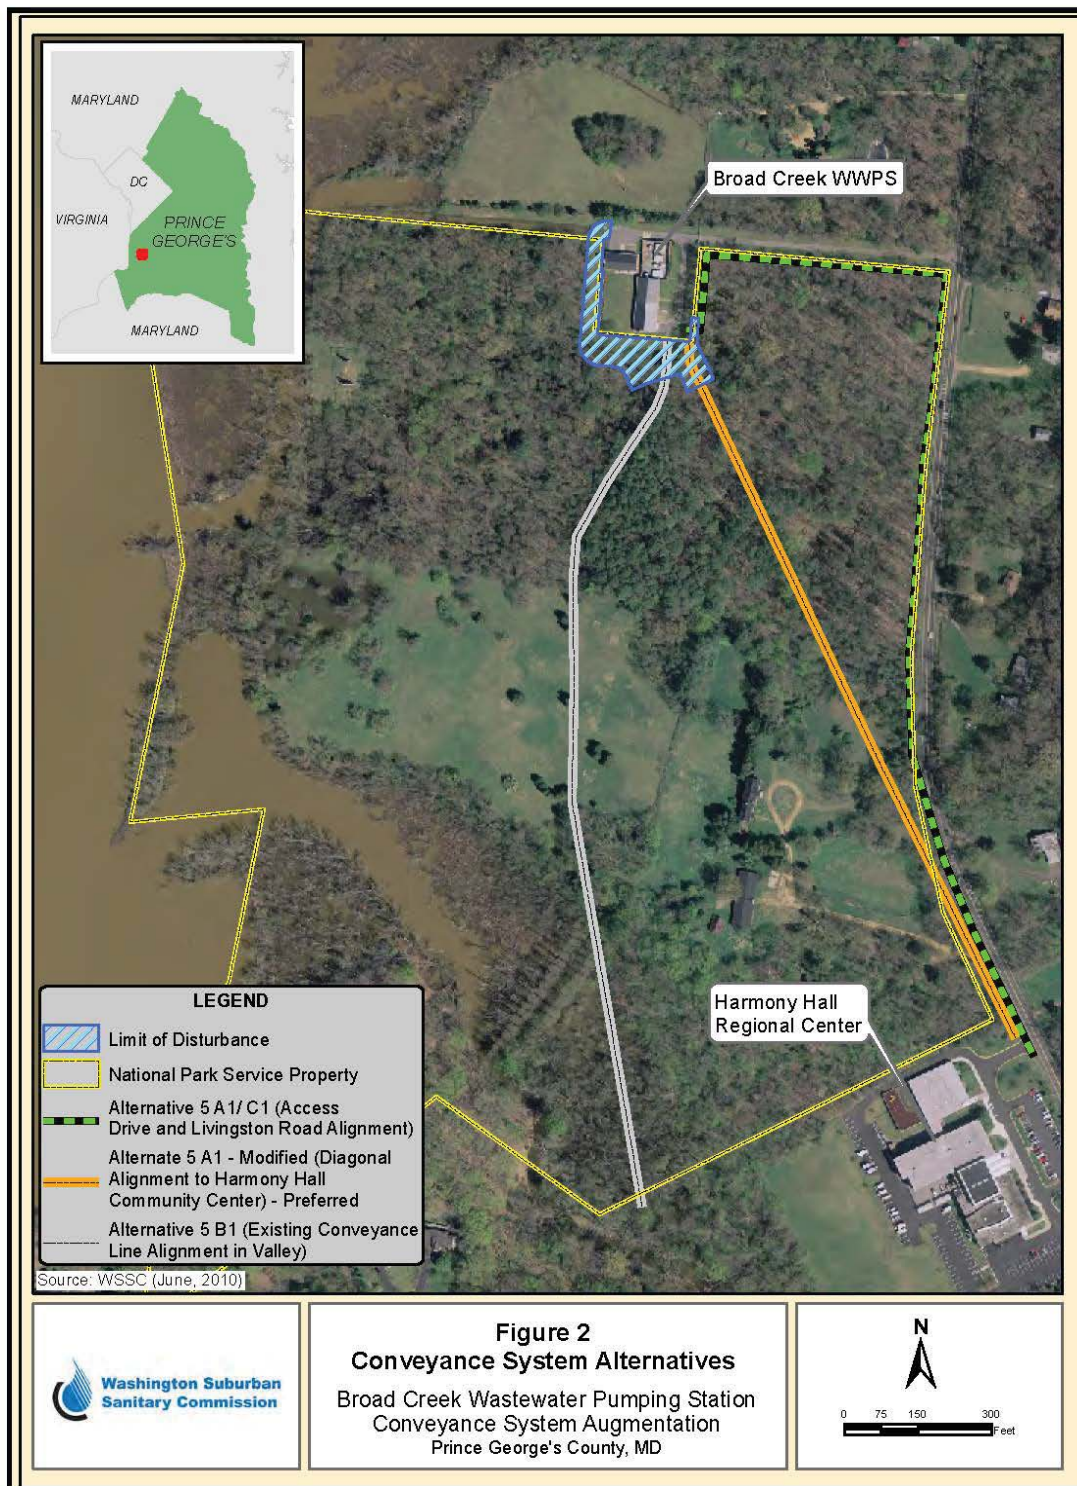 MARYLAND
DC
VIRGINIA
PRINCE
GEORGE'S
MARYLAND
Broad Creek WWPS
Harmony Hall
Regional Center
LEGEND
Limit of Disturbance
National Park Service Property
Alternative 5 A1/ C1 (Access
Drive and Livingston Road Alignment)
Alternate 5 A1 - Modified (Diagonal
Alignment to Harmony Hall
Community Center) - Preferred
Alternative 5 B1 (Existing Conveyance
Line Alignment in Valley)
Source: WSSC (June, 2010)
Washington Suburban
Sanitary Commission
Figure 2
Conveyance System Alternatives
Broad Creek Wastewater Pumping Station
Conveyance System Augmentation
Prince George's County, MD
N
0 75 150 300
Feet